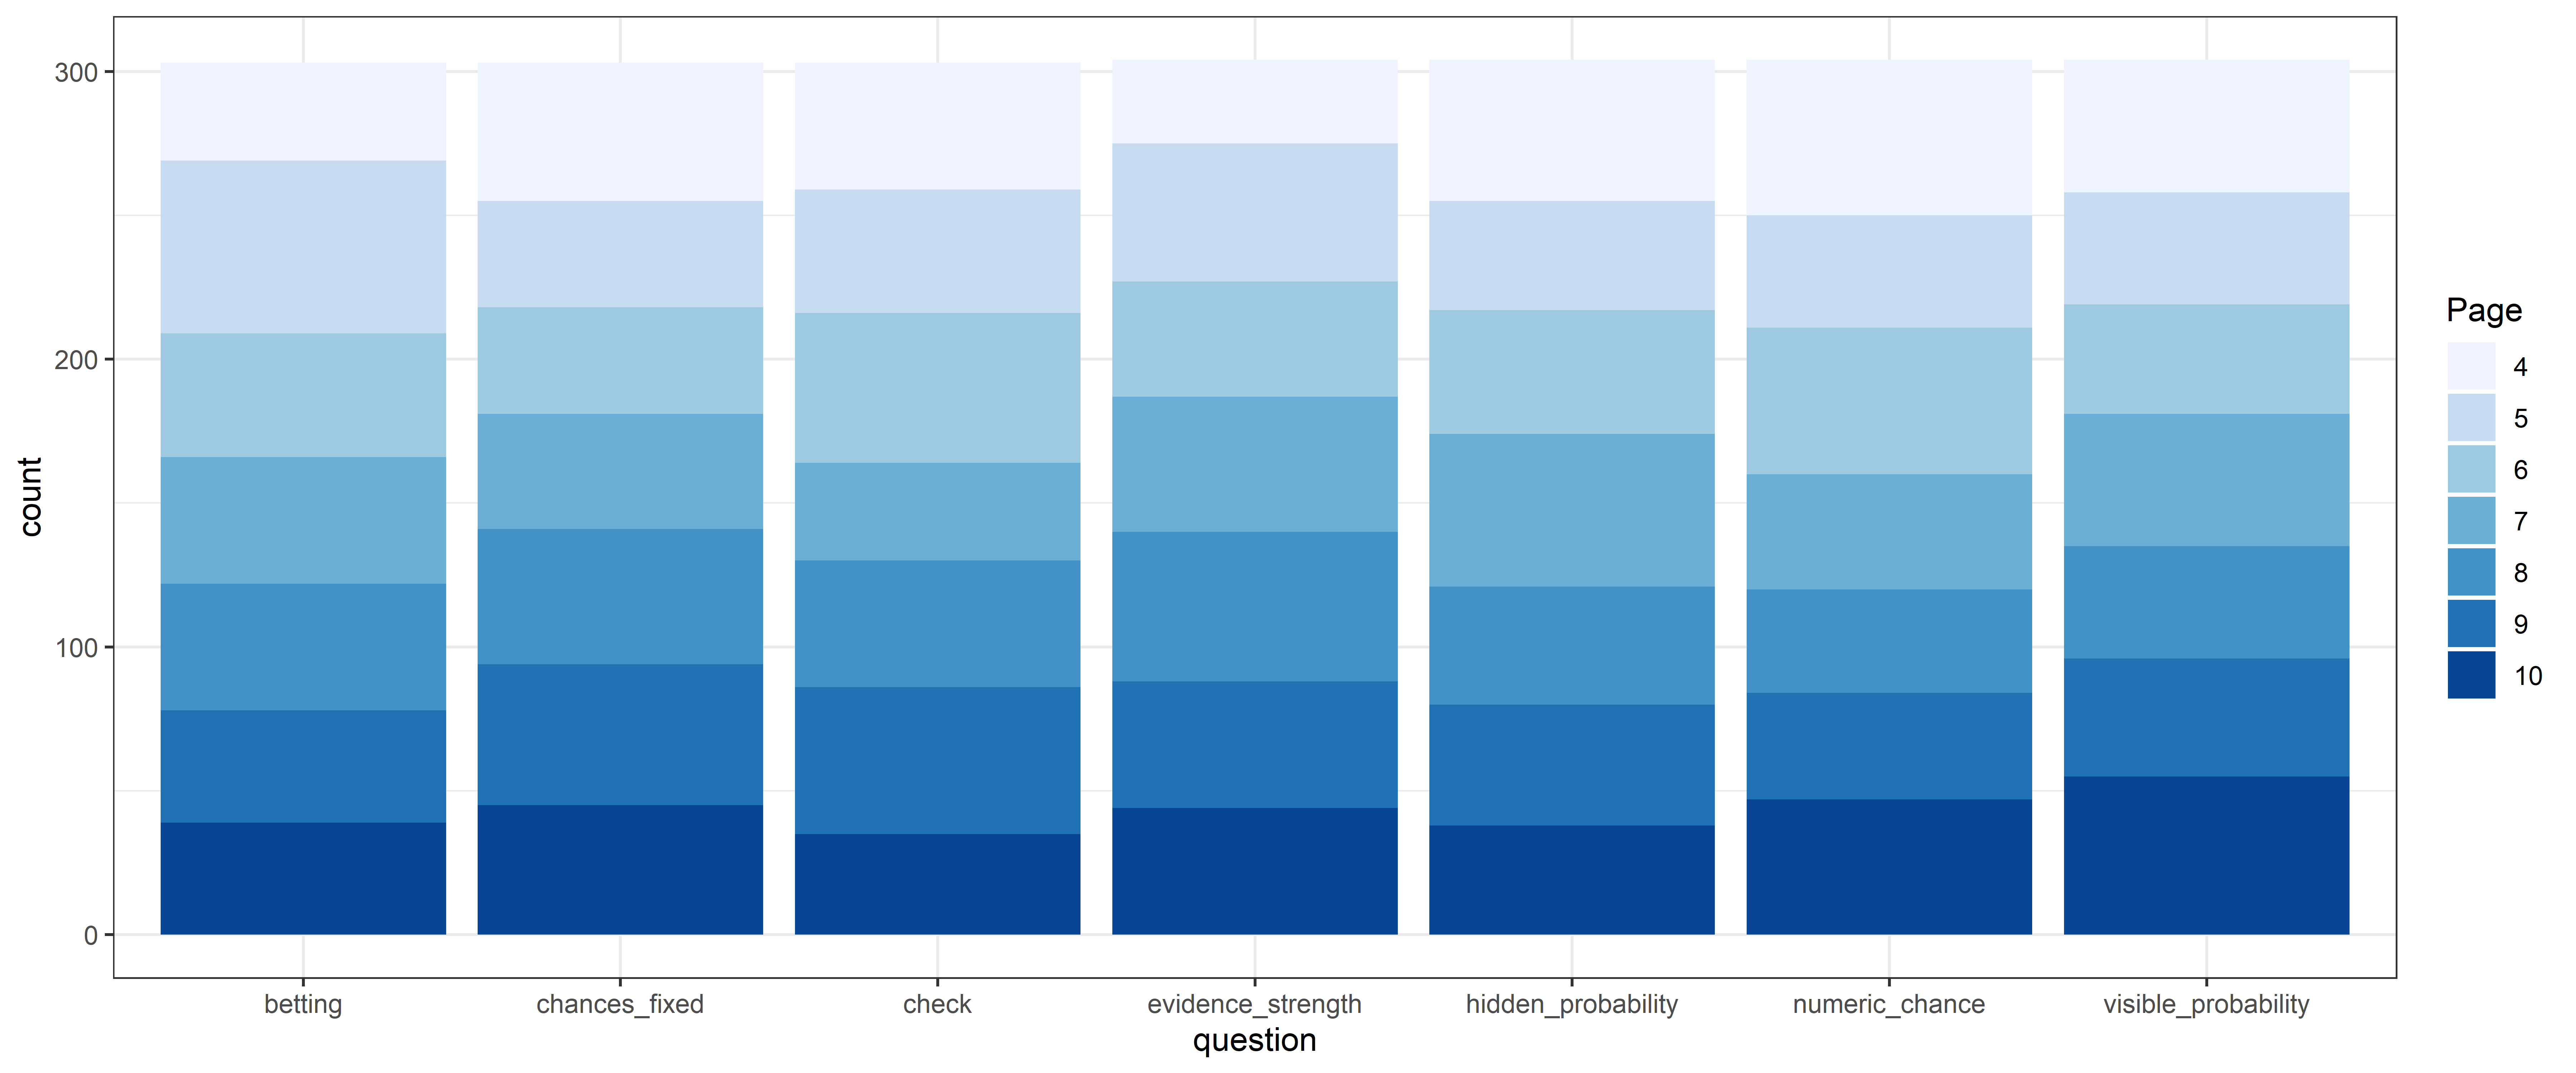 300
200
100
0
count
betting
chances_fixed
check
evidence_strength
hidden_probability
numeric_chance
visible_probability
question
Page
4
5
6
7
8
9
10